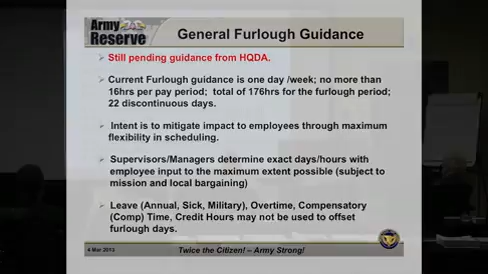 Army
Reserve
General Furlough Guidance
Still pending guidance from HQDA.
Current Furlough guidance is one day /week; no more than
16hrs per pay period; total of 176hrs for the furlough period;
22 discontinuous days.
Intent is to mitigate impact to employees through maximum
flexibility in scheduling.
Supervisors/Managers determine exact days/hours with
employee input to the maximum extent possible (subject to
mission and local bargaining)
Leave (Annual, Sick, Military), Overtime, Compensatory
(Comp) Time, Credit Hours may not be used to offset
furlough days.
4 Mar 2013
Twice the Citizen! – Army Strong!